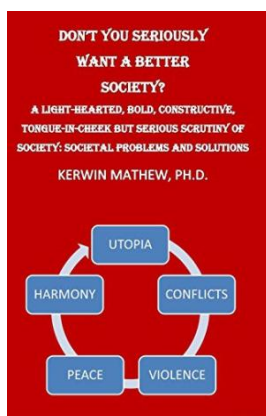 DON'T YOU SERIOUSLY
WANT A BETTER
SOCIETY?
A LIGHT-HEARTED, BOLD, CONSTRUCTIVE,
TONGUE-IN-CHEEK BUT SERIOUS SCRUTINY OF
SOCIETY: SOCIETAL PROBLEMS AND SOLUTIONS
KERWIN MATHEW, PH.D.
UTOPIA
HARMONY
CONFLICTS
PEACE
VIOLENCE